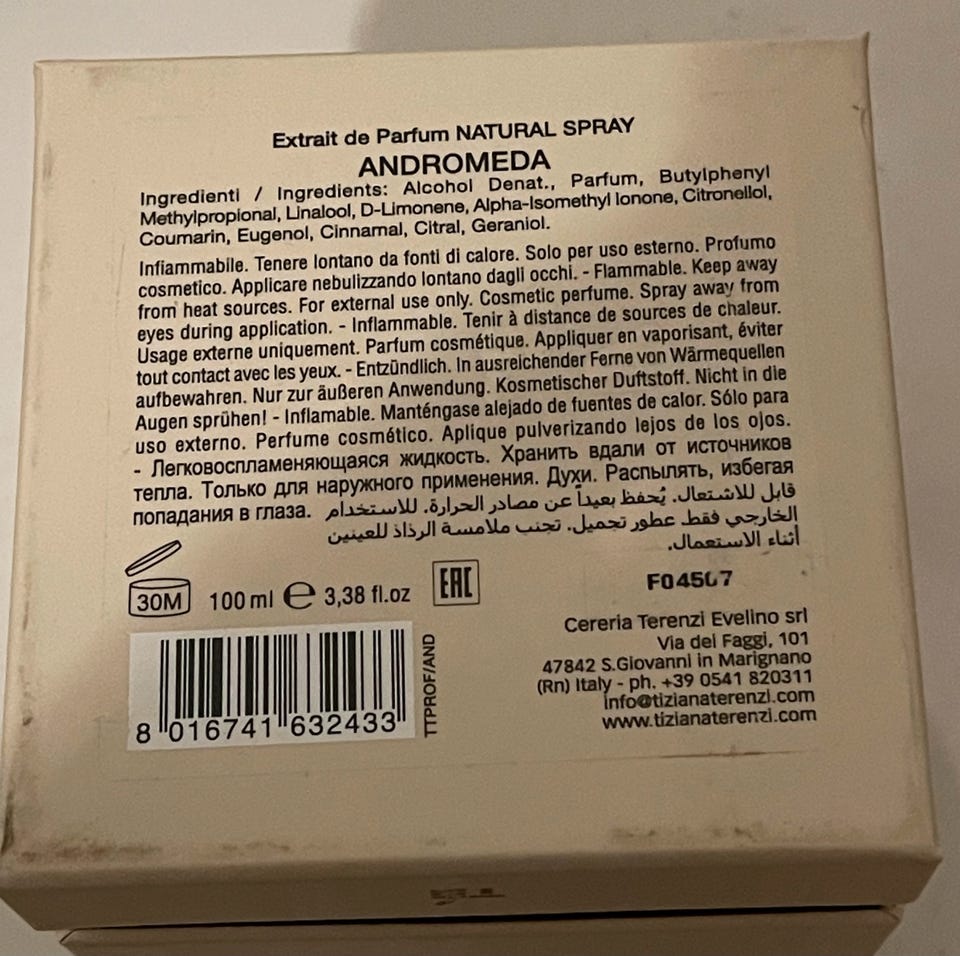 Extrait de Parfum NATURAL SPRAY
ANDROMEDA
Ingredienti / Ingredients: Alcohol Denat., Parfum, Butylphenyl
Methylpropional, Linalool, D-Limonene, Alpha-Isomethyl Ionone, Citronellol,
Coumarin, Eugenol, Cinnamal, Citral, Geraniol.
Infiammabile. Tenere lontano da fonti di calore. Solo per uso esterno. Profumo
cosmetico. Applicare nebulizzando lontano dagli occhi. - Flammable. Keep away
from heat sources. For external use only. Cosmetic perfume. Spray away from
eyes during application. - Inflammable. Tenir à distance de sources de chaleur.
Usage externe uniquement. Parfum cosmétique. Appliquer en vaporisant, éviter
tout contact avec les yeux. - Entzündlich. In ausreichender Ferne von Wärmequellen
aufbewahren. Nur zur äußeren Anwendung. Kosmetischer Duftstoff. Nicht in die
Augen sprühen! - Inflamable. Manténgase alejado de fuentes de calor. Sólo para
uso externo. Perfume cosmético. Aplique pulverizando lejos de los ojos.
- Легковоспламеняющаяся жидкость. Хранить вдали от источников
тепла. Только для наружного применения. Духи. Распылять, избегая
попадания в глаза. قابل للاشتعال. يُحفظ بعيداً عن مصادر الحرارة. للاستخدام
الخارجي فقط. عطور تجميل. تجنب ملامسة الرذاذ للعينين
أثناء الاستعمال.
30M 100 ml e 3,38 fl.oz EAC
F04507
Cereria Terenzi Evelino srl
Via dei Faggi, 101
47842 S.Giovanni in Marignano
(Rn) Italy - ph. +39 0541 820311
info@tizianaterenzi.com
www.tizianaterenzi.com
8 016741 632433
TTPROF/AND